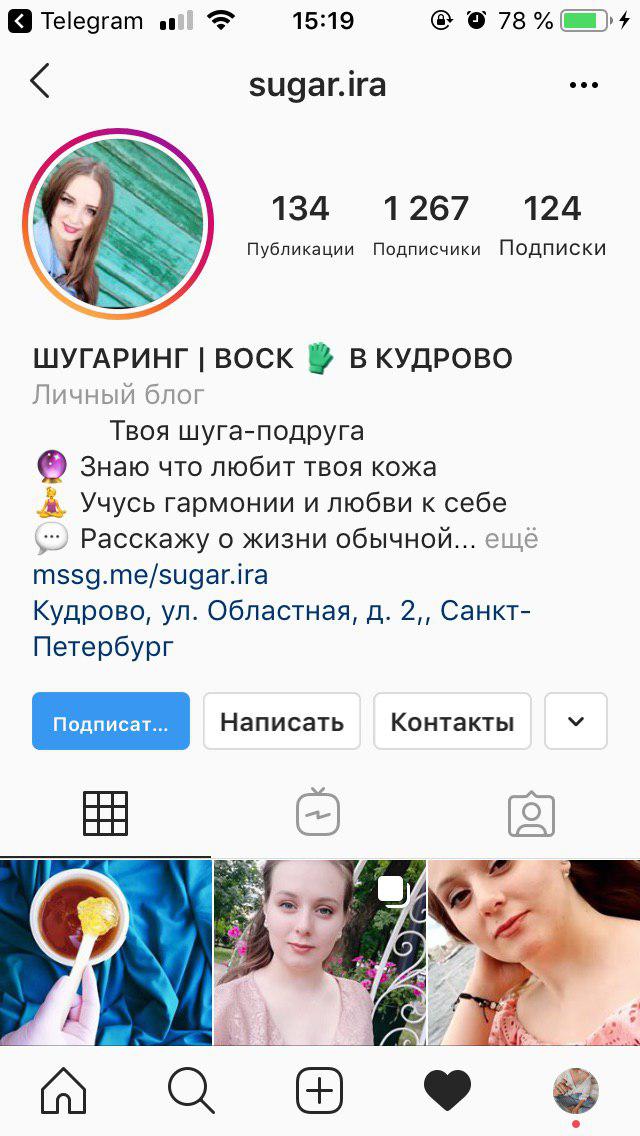 Telegram 15:19 78 %
sugar.ira
134 1 267 124
Публикации Подписчики Подписки
ШУГАРИНГ | ВОСК В КУДРОВО
Личный блог
Твоя шуга-подруга
Знаю что любит твоя кожа
Учусь гармонии и любви к себе
Расскажу о жизни обычной... ещё
mssg.me/sugar.ira
Кудрово, ул. Областная, д. 2,, Санкт-
Петербург
Подписат... Написать Контакты